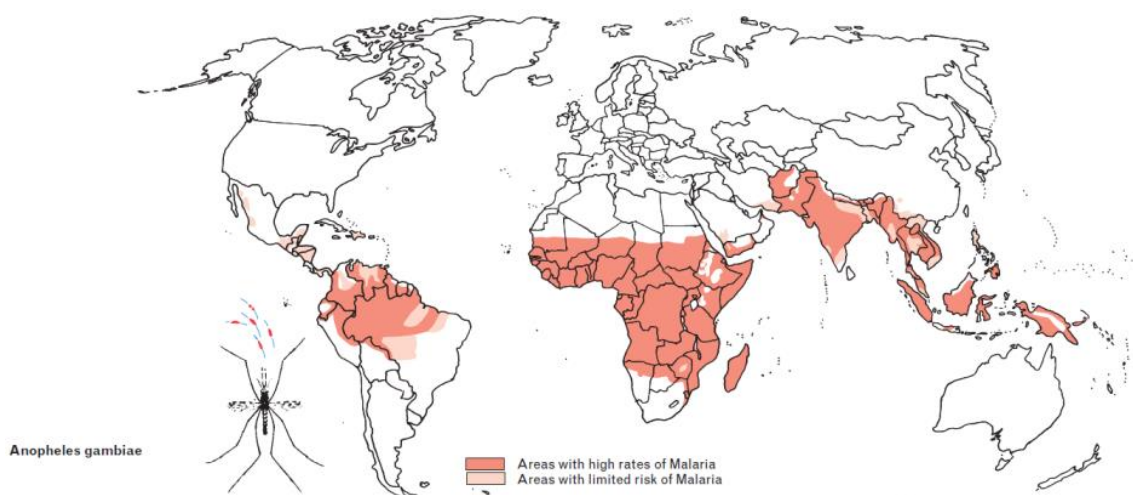 Anopheles gambiae
Areas with high rates of Malaria
Areas with limited risk of Malaria